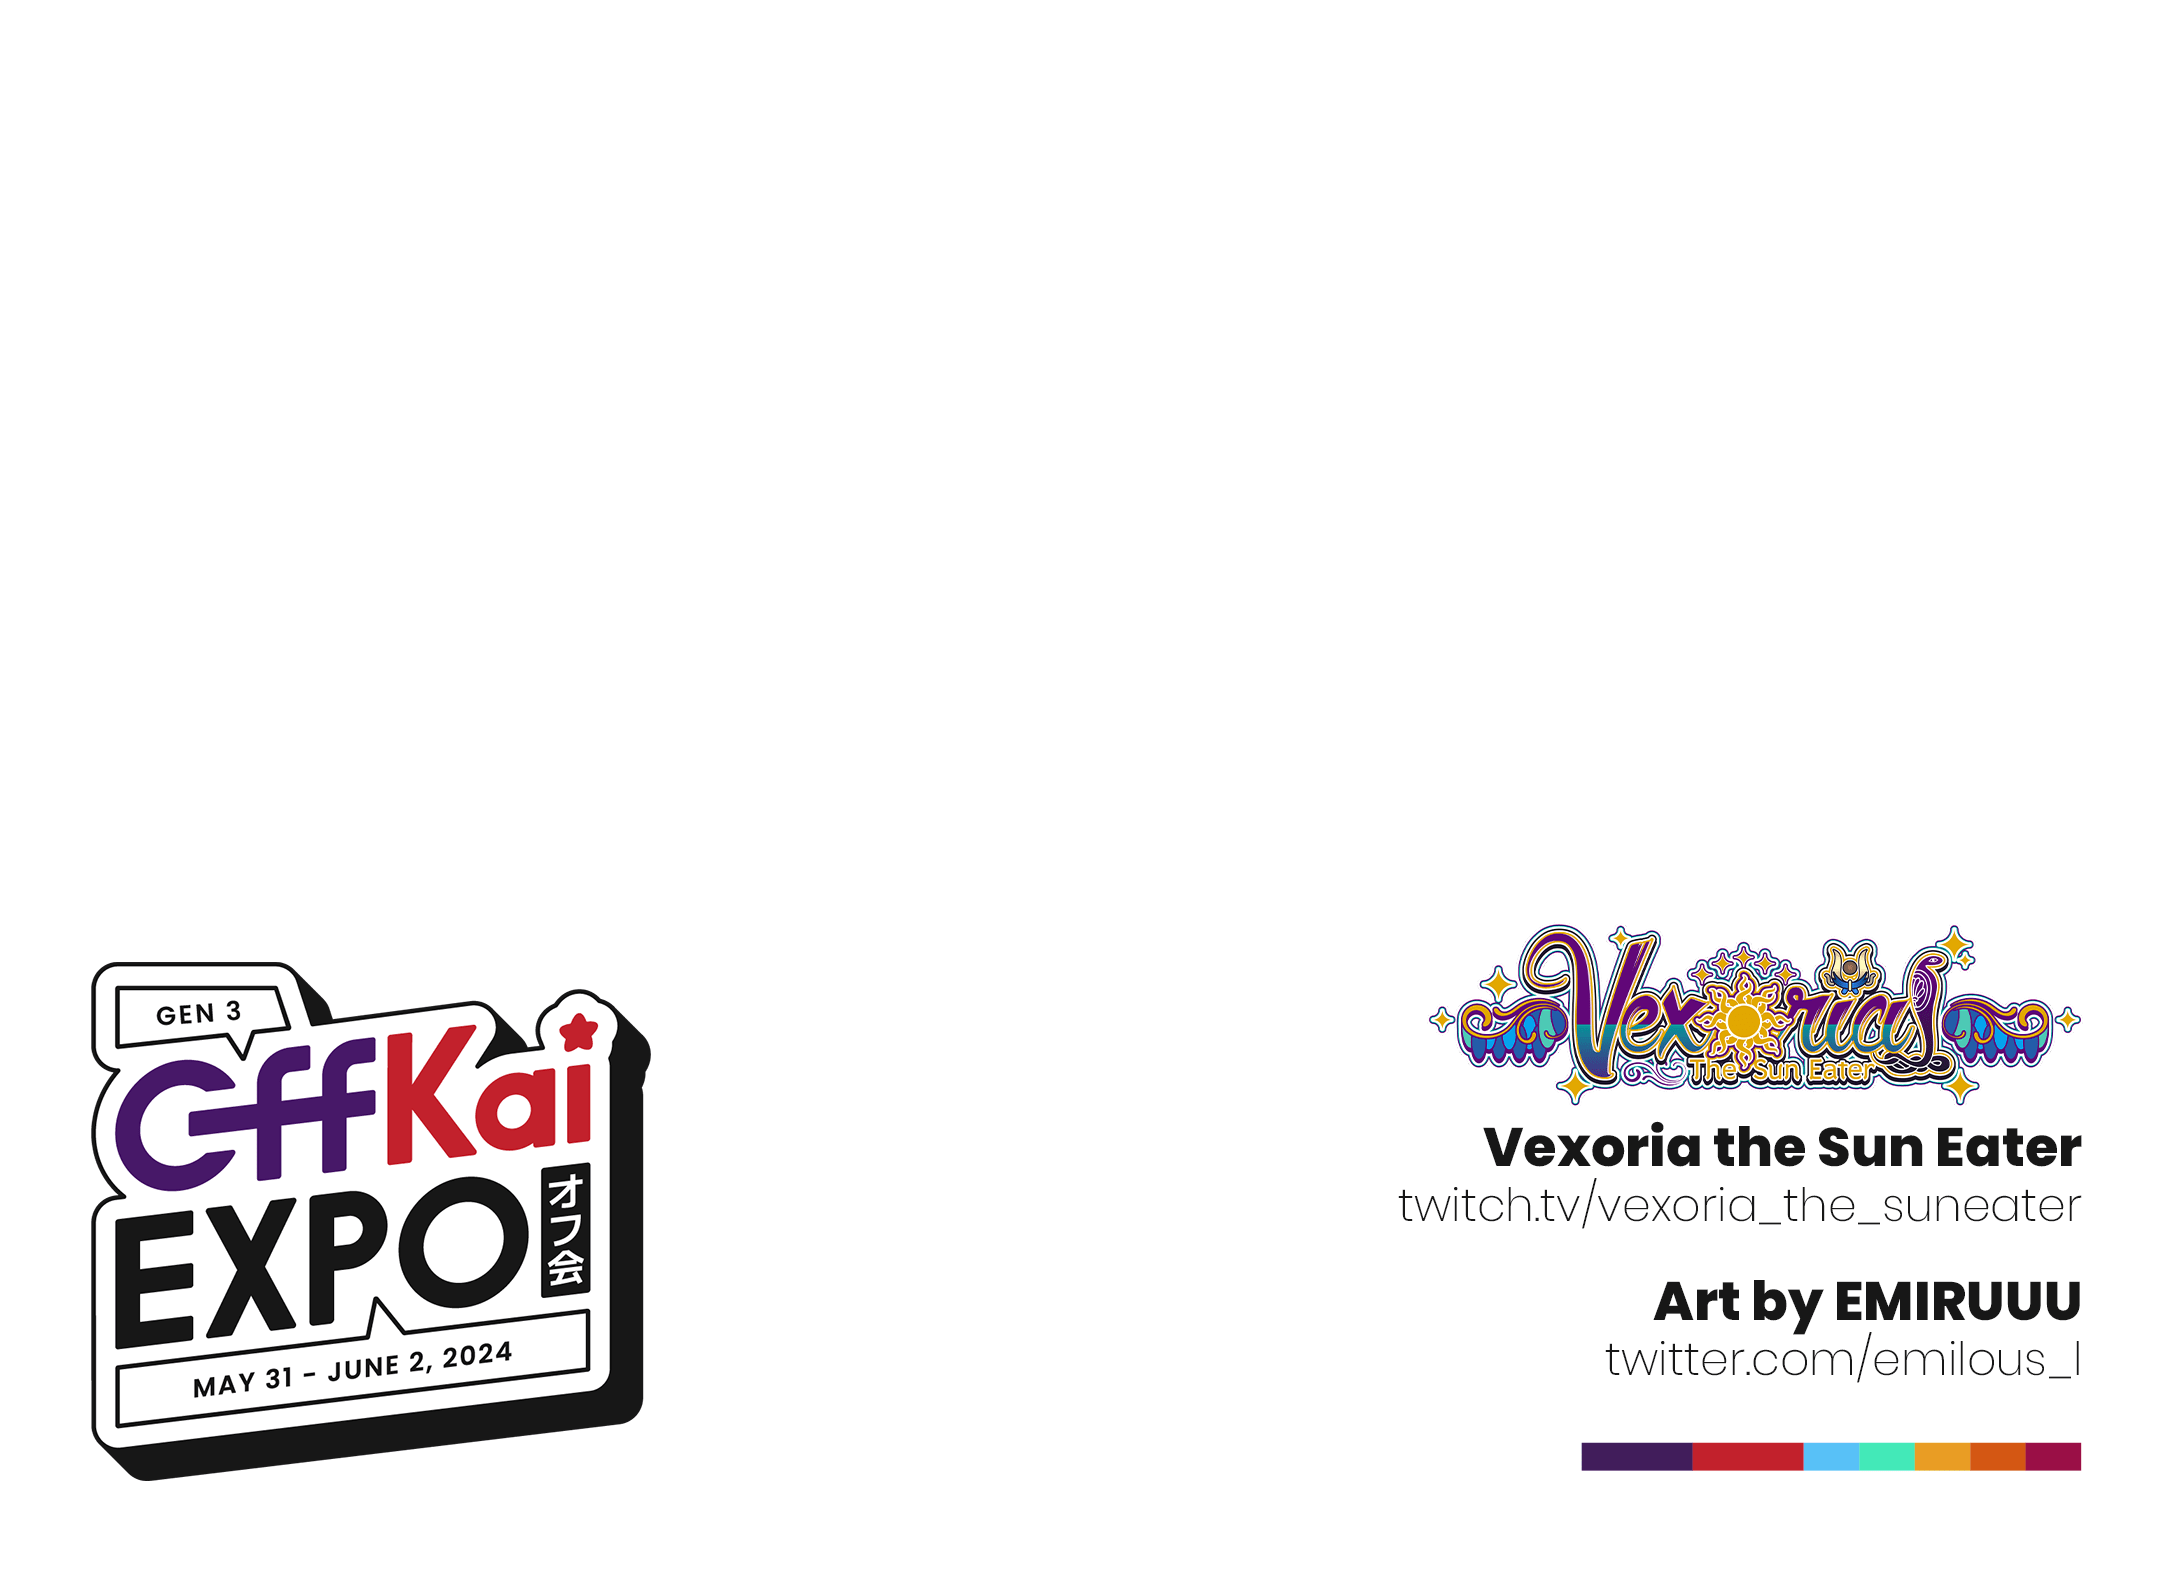 GEN 3
OffKai
EXPO
オフ会
MAY 31 - JUNE 2, 2024
Vexoria
The Sun Eater
Vexoria the Sun Eater
twitch.tv/vexoria_the_suneater
Art by EMIRUUU
twitter.com/emilous_l